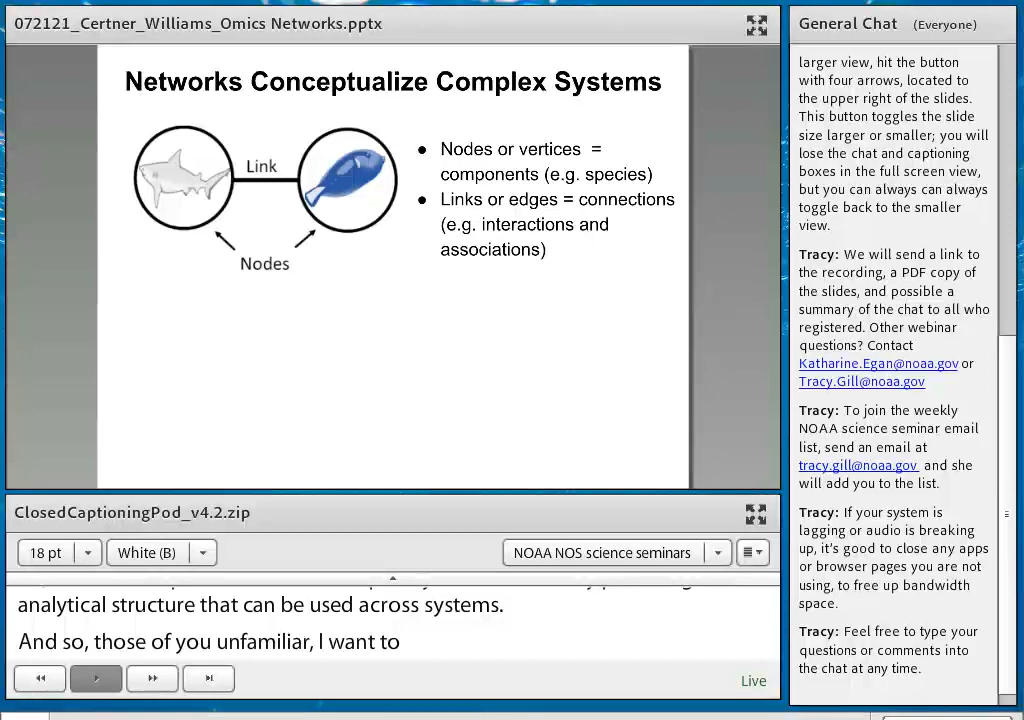 072121_Certner_Williams_Omics Networks.pptx
Networks Conceptualize Complex Systems
Link
Nodes
● Nodes or vertices =
components (e.g. species)
● Links or edges = connections
(e.g. interactions and
associations)
General Chat (Everyone)
larger view, hit the button
with four arrows, located to
the upper right of the slides.
This button toggles the slide
size larger or smaller; you will
lose the chat and captioning
boxes in the full screen view,
but you can always can always
toggle back to the smaller
view.
Tracy: We will send a link to
the recording, a PDF copy of
the slides, and possible a
summary of the chat to all who
registered. Other webinar
questions? Contact
Katharine.Egan@noaa.gov or
Tracy.Gill@noaa.gov
Tracy: To join the weekly
NOAA science seminar email
list, send an email at
tracy.gill@noaa.gov and she
will add you to the list.
Tracy: If your system is
lagging or audio is breaking
up, it's good to close any apps
or browser pages you are not
using, to free up bandwidth
space.
Tracy: Feel free to type your
questions or comments into
the chat at any time.
ClosedCaptioningPod_v4.2.zip
18 pt
White (B)
NOAA NOS science seminars
analytical structure that can be used across systems.
And so, those of you unfamiliar, I want to
Live